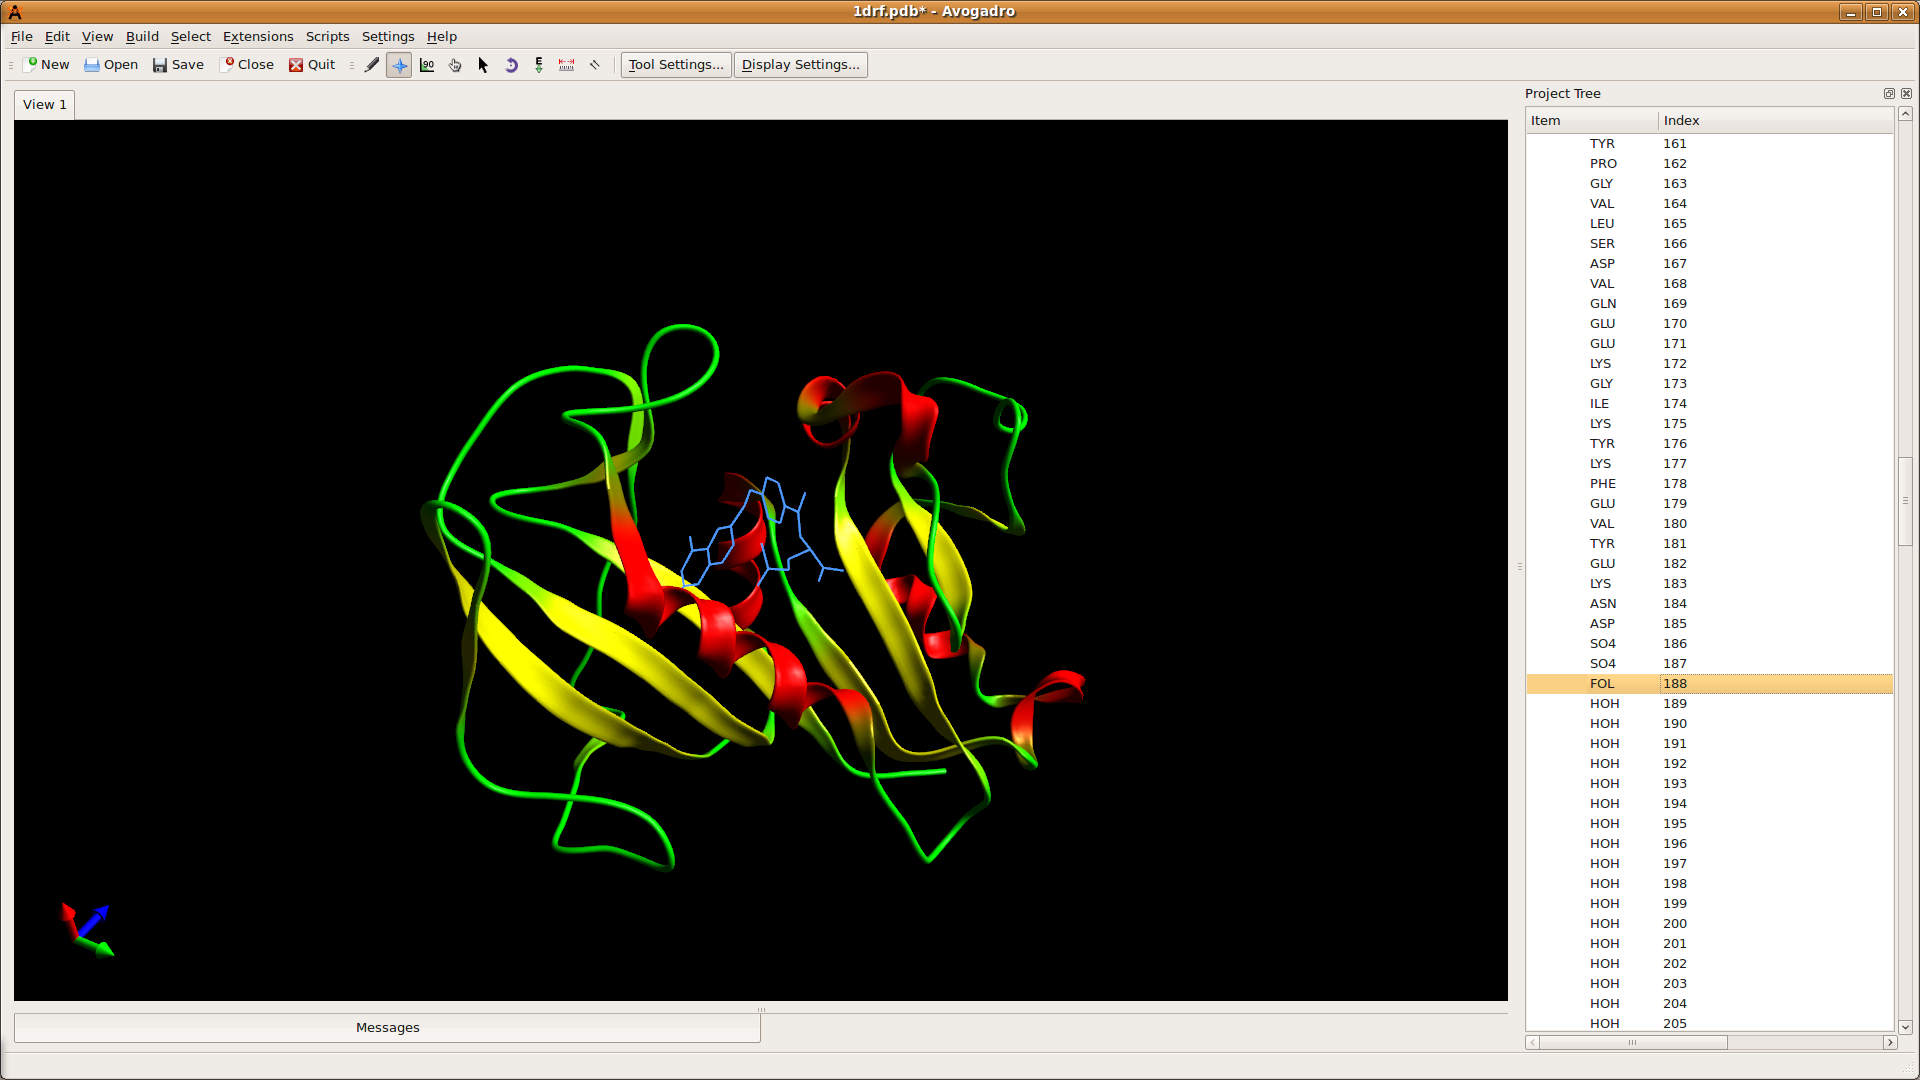 1drf.pdb* - Avogadro
File Edit View Build Select Extensions Scripts Settings Help
New Open Save Close Quit 90 E Tool Settings... Display Settings...
View 1
Project Tree
Item Index
TYR 161
PRO 162
GLY 163
VAL 164
LEU 165
SER 166
ASP 167
VAL 168
GLN 169
GLU 170
GLU 171
LYS 172
GLY 173
ILE 174
LYS 175
TYR 176
LYS 177
PHE 178
GLU 179
VAL 180
TYR 181
GLU 182
LYS 183
ASN 184
ASP 185
SO4 186
SO4 187
FOL 188
HOH 189
HOH 190
HOH 191
HOH 192
HOH 193
HOH 194
HOH 195
HOH 196
HOH 197
HOH 198
HOH 199
HOH 200
HOH 201
HOH 202
HOH 203
HOH 204
HOH 205
Messages